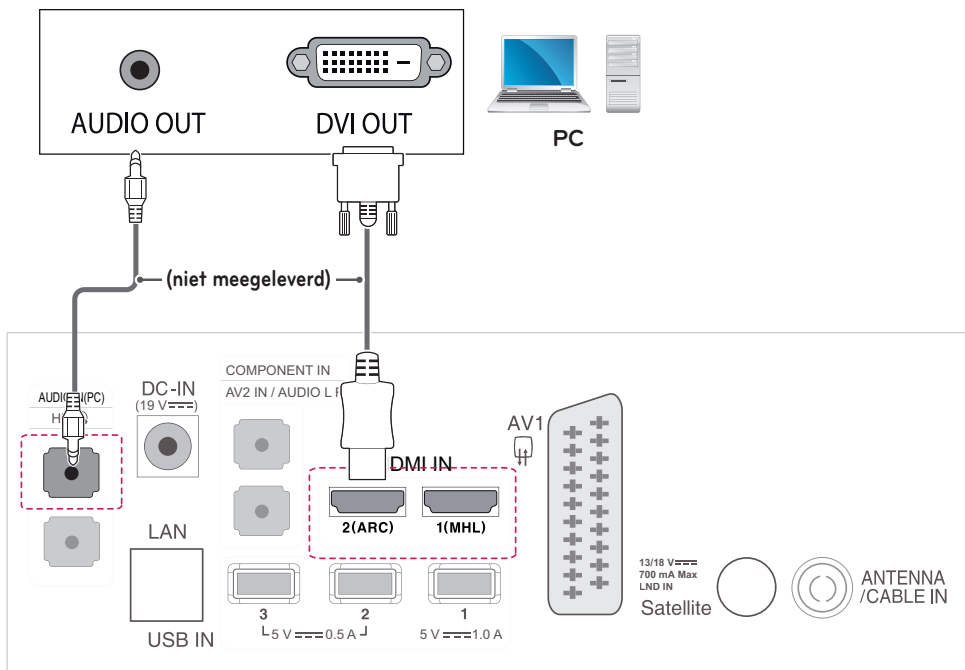 AUDIO OUT
DVI OUT
PC
(niet meegeleverd)
AUDIO
N(PC)
H
DC-IN
(19 V
)
COMPONENT IN
AV2 IN / AUDIO L
AV1
DMI IN
2(ARC)
1(MHL)
LAN
USB IN
3
2
1
5 V
0.5 A
5 V
1.0 A
13/18 V
700 mA Max
LND IN
Satellite
ANTENNA
/CABLE IN